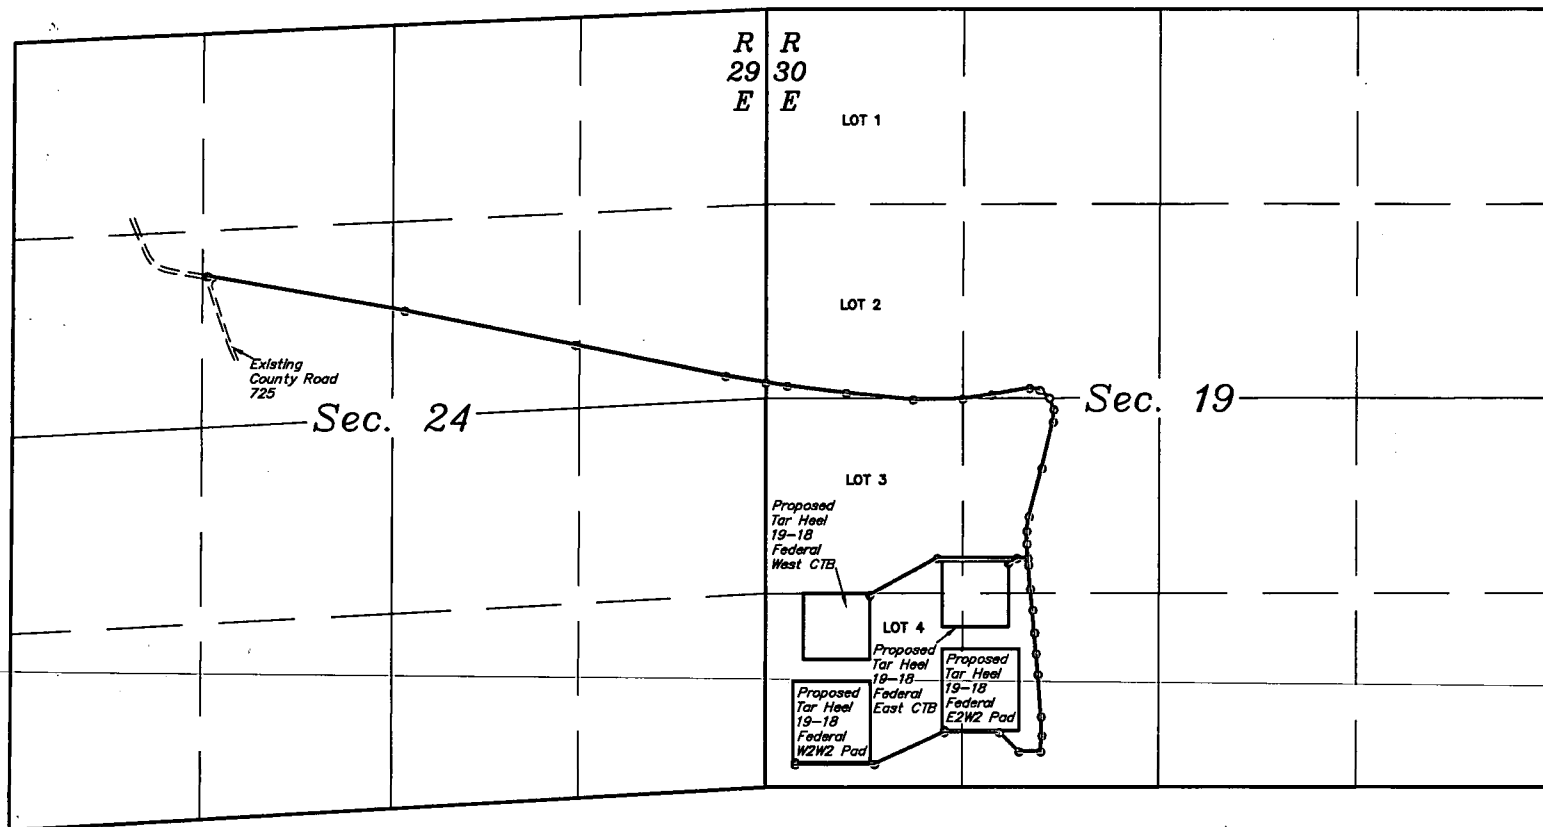 R R
29 30
E E
LOT 1
LOT 2
Existing
County Road
725
Sec. 24
Sec. 19
LOT 3
Proposed
Tar Heel
19-18
Federal
West CTB
LOT 4
Proposed
Tar Heel
19-18
Federal
East CTB
Proposed
Tar Heel
19-18
Federal
E2W2 Pad
Proposed
Tar Heel
19-18
Federal
W2W2 Pad